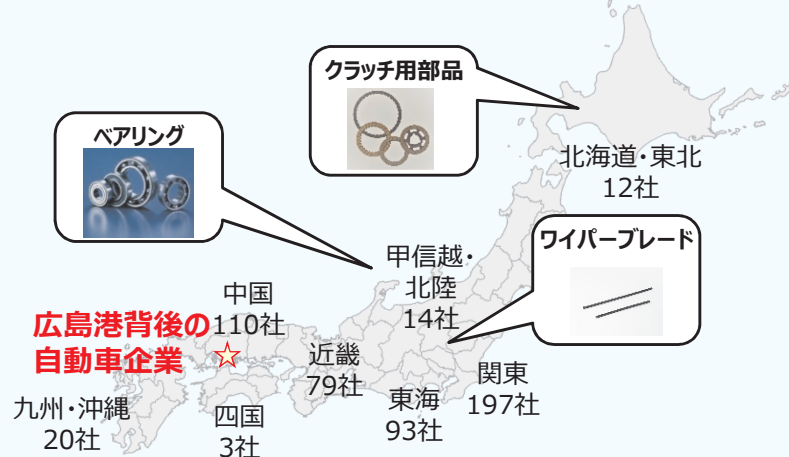 クラッチ用部品
ベアリング
北海道・東北
12社
ワイパーブレード
甲信越・
北陸
14社
中国
110社
広島港背後の
自動車企業
近畿
79社
関東
197社
東海
93社
九州・沖縄
20社
四国
3社